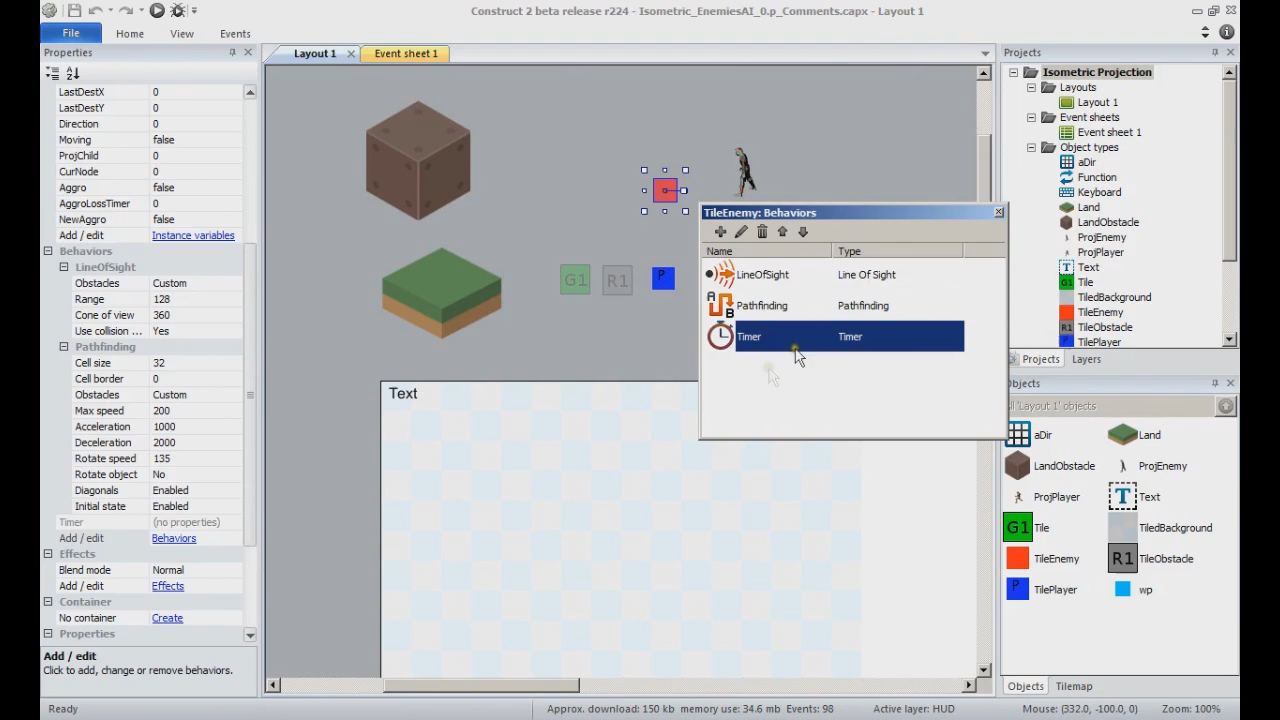 Construct 2 beta release r224 - Isometric_EnemiesAI_0.p_Comments.capx - Layout 1
File Home View Events
Properties
LastDestX 0
LastDestY 0
Direction 0
Moving false
ProjChild 0
CurNode 0
Aggro false
AggroLossTimer 0
NewAggro false
Add / edit Instance variables
Behaviors
LineOfSight
Obstacles Custom
Range 128
Cone of view 360
Use collision ... Yes
Pathfinding
Cell size 32
Cell border 0
Obstacles Custom
Max speed 200
Acceleration 1000
Deceleration 2000
Rotate speed 135
Rotate object No
Diagonals Enabled
Initial state Enabled
Timer (no properties)
Add / edit Behaviors
Effects
Blend mode Normal
Add / edit Effects
Container
No container Create
Properties
Add / edit
Click to add, change or remove behaviors.
Layout 1 Event sheet 1
G1 R1 P
Text
TileEnemy: Behaviors
Name Type
LineOfSight Line Of Sight
A B Pathfinding Pathfinding
Timer Timer
Projects
Isometric Projection
Layouts
Layout 1
Event sheets
Event sheet 1
Object types
aDir
Function
Keyboard
Land
LandObstacle
ProjEnemy
ProjPlayer
T Text
G1 Tile
TiledBackground
TileEnemy
R1 TileObstacle
TilePlayer
Projects Layers
Objects
'Layout 1' objects
aDir Land
LandObstacle ProjEnemy
ProjPlayer T Text
G1 Tile TiledBackground
TileEnemy R1 TileObstacle
P TilePlayer wp
Objects Tilemap
Ready Approx. download: 150 kb memory use: 34.6 mb Events: 98 Active layer: HUD Mouse: (332.0, -100.0, 0) Zoom: 100%